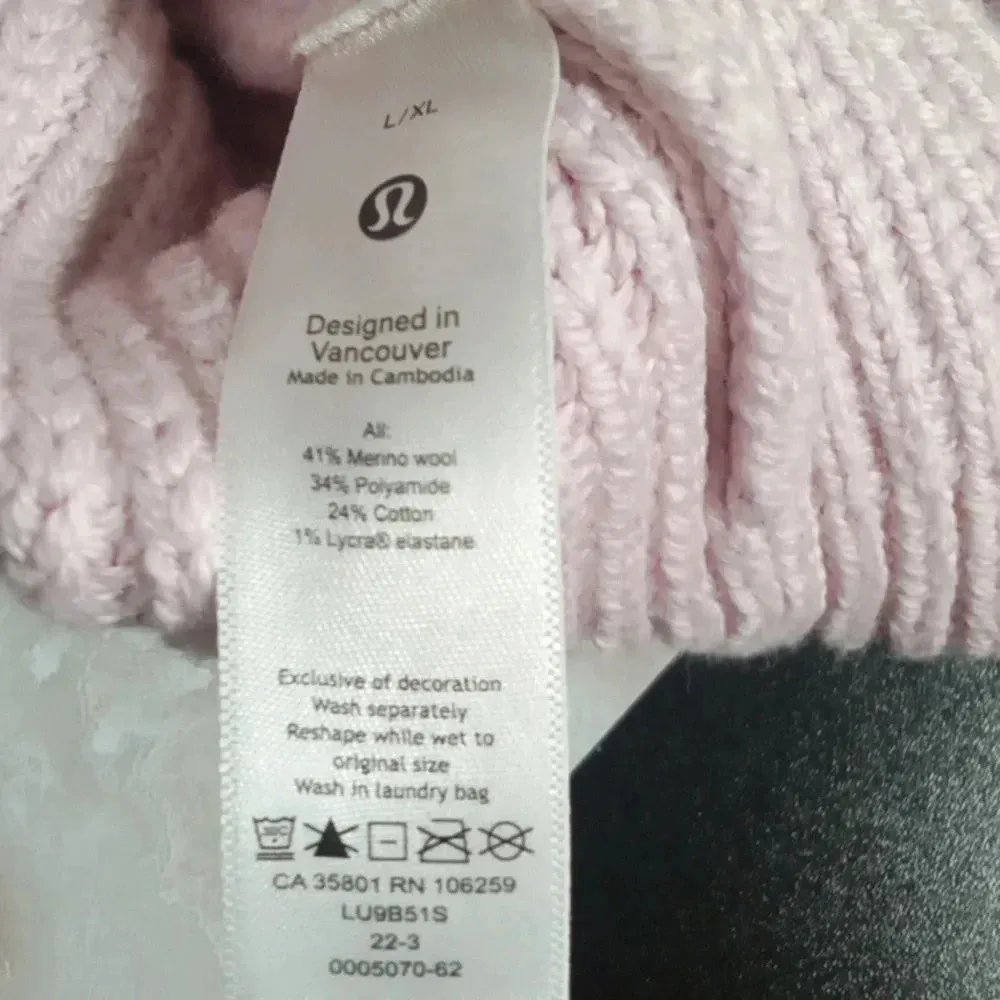 L/XL
Designed in
Vancouver
Made in Cambodia
All:
41% Merino wool
34% Polyamide
24% Cotton
1% Lycra® elastane
Exclusive of decoration
Wash separately
Reshape while wet to
original size
Wash in laundry bag
30C
CA 35801 RN 106259
LU9B51S
22-3
0005070-62